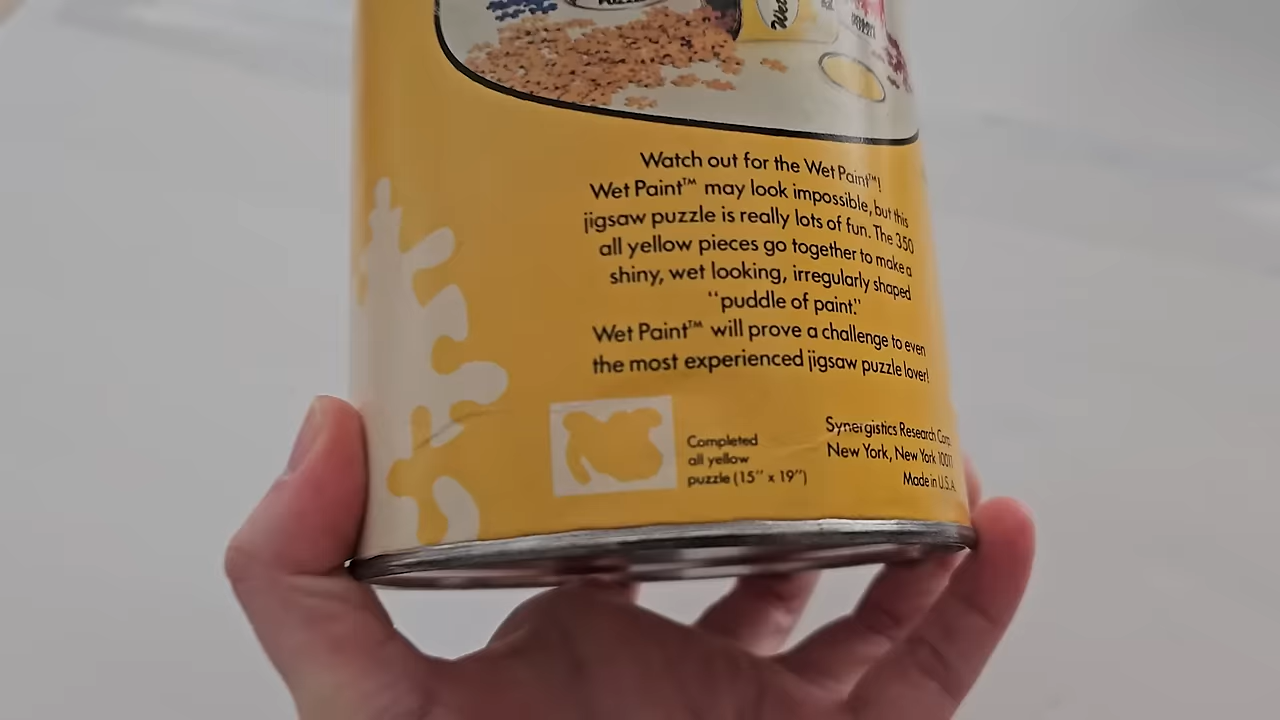 PUZZLE
Wet
Watch out for the Wet Paint™!
Wet Paint™ may look impossible, but this
jigsaw puzzle is really lots of fun. The 350
all yellow pieces go together to make a
shiny, wet looking, irregularly shaped
“puddle of paint.”
Wet Paint™ will prove a challenge to even
the most experienced jigsaw puzzle lover!
Completed
all yellow
puzzle (15” x 19”)
Synergistics Research Corp.
New York, New York 10011
Made in U.S.A.